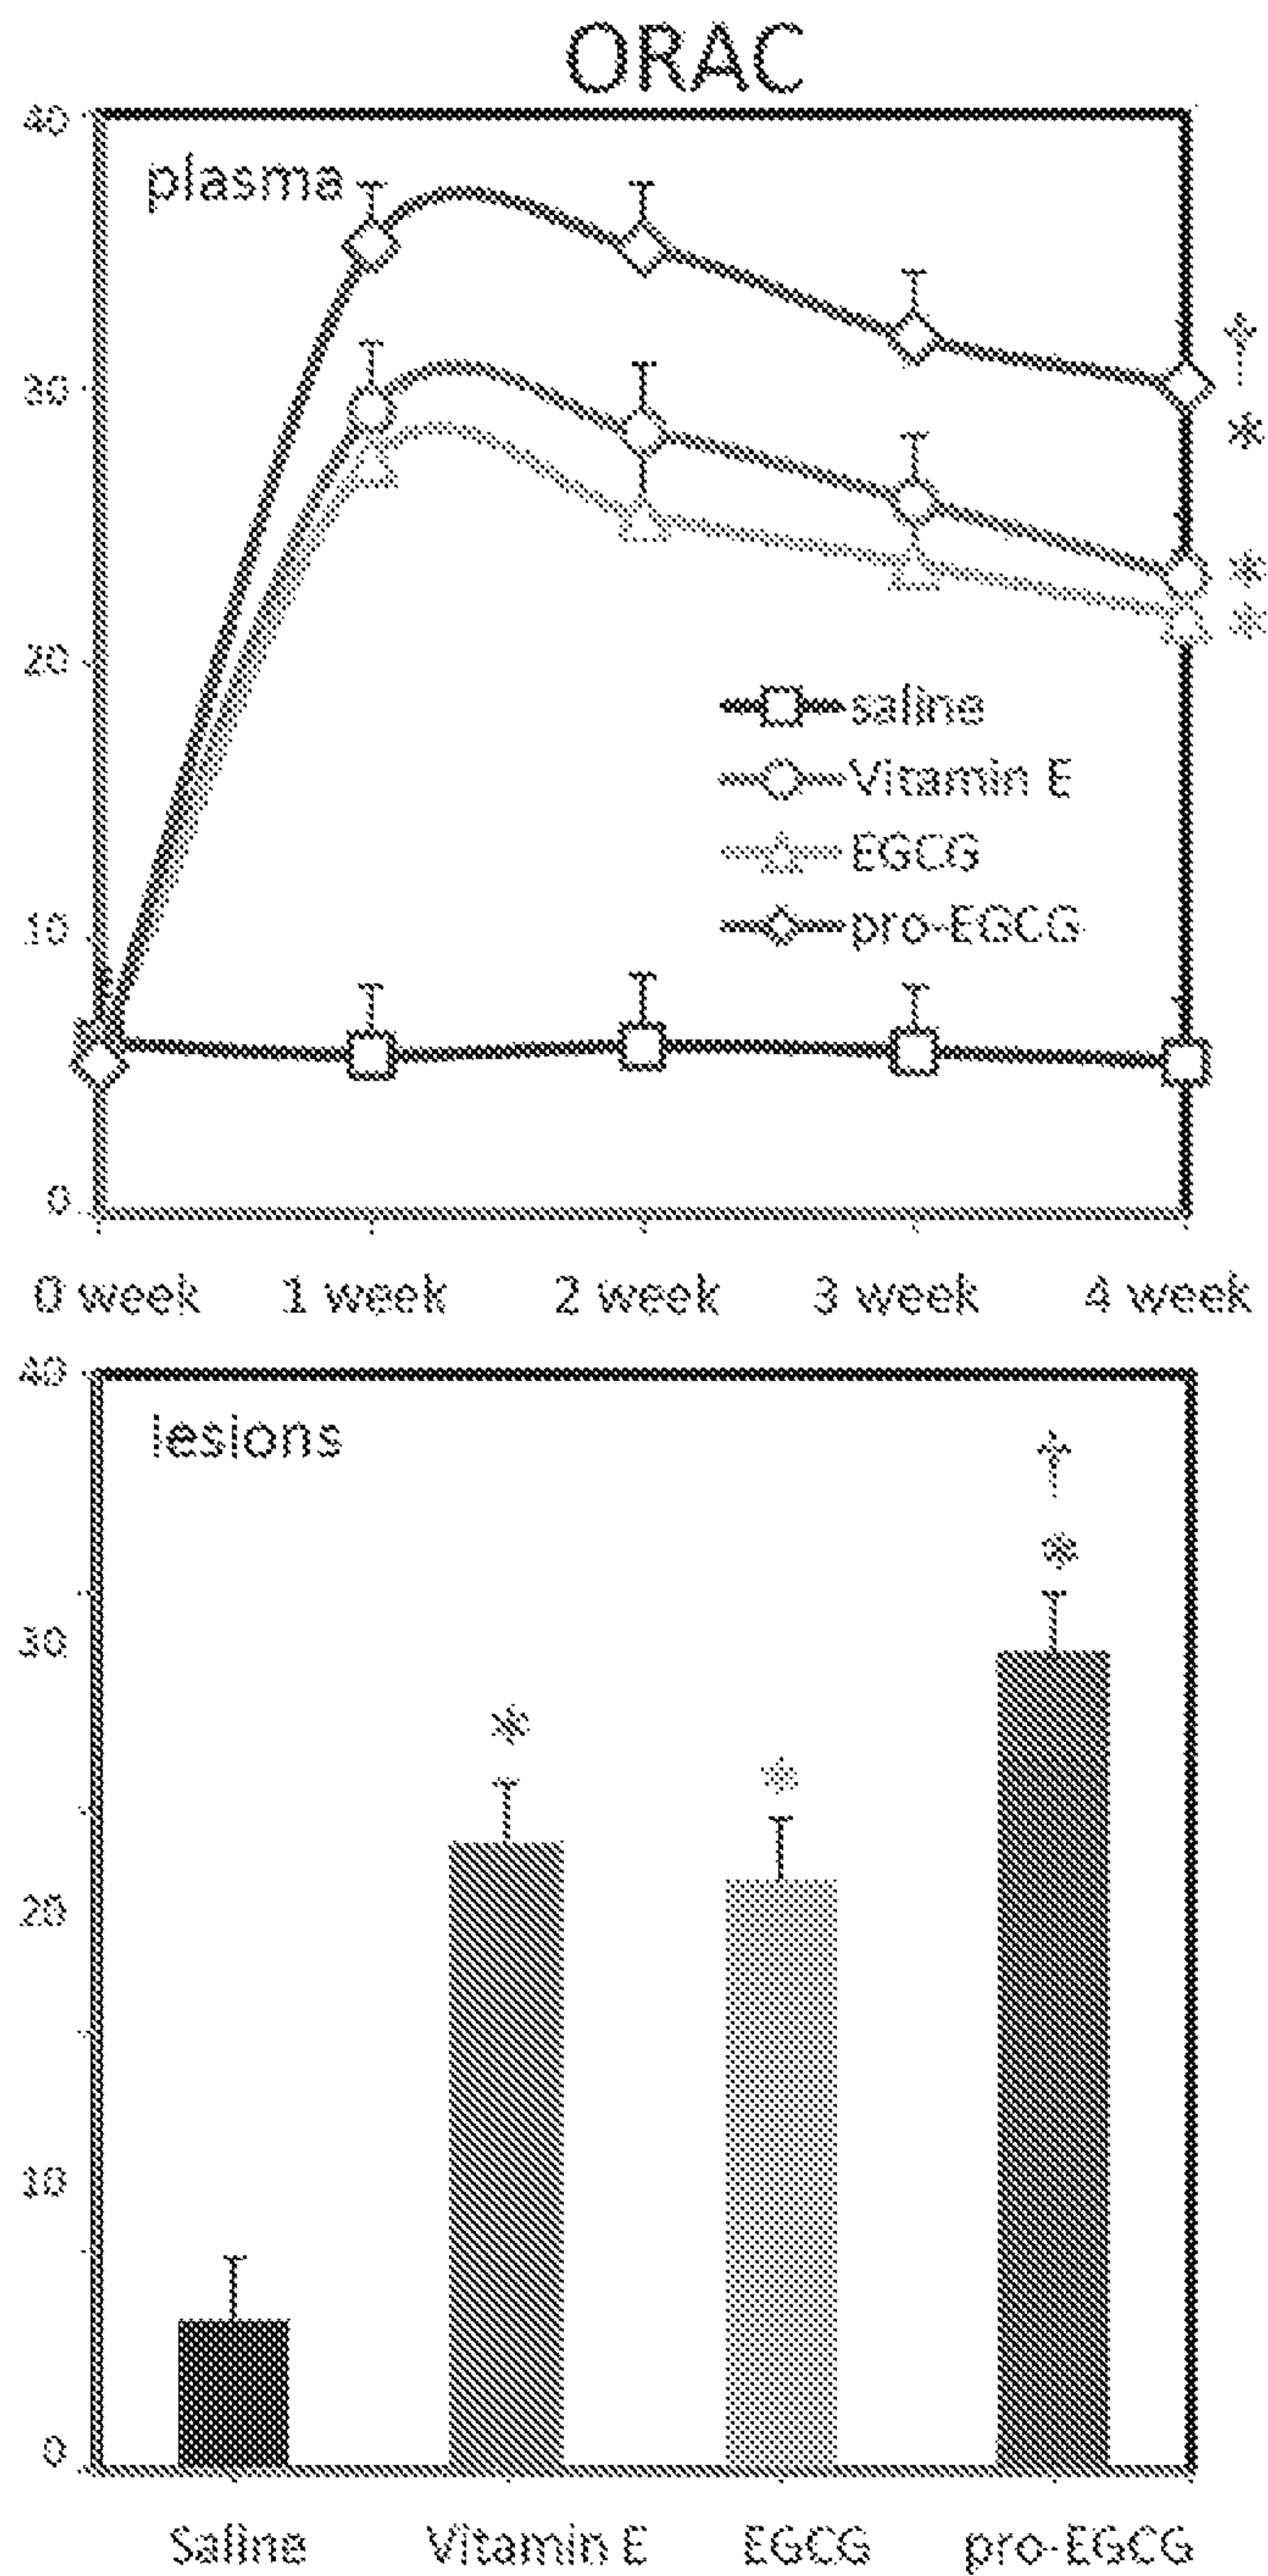 ORAC
40
plasma
30
20
10
0
saline
Vitamin E
EGCG
pro-EGCG
†
*
*
*
0 week 1 week 2 week 3 week 4 week
40
lesions
30
20
10
0
†
*
*
*
Saline Vitamin E EGCG pro-EGCG